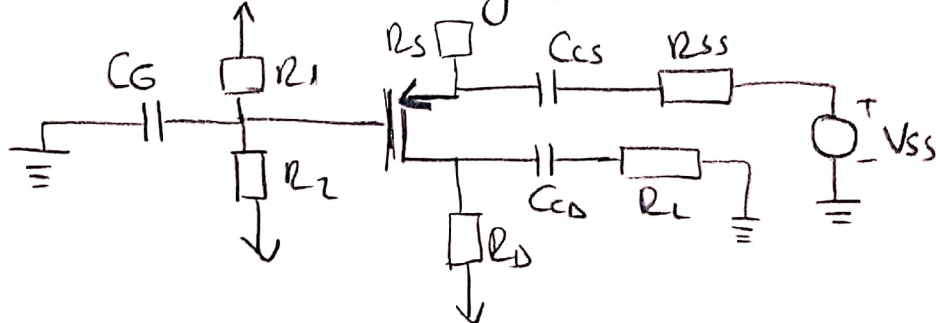 RS CCS RSS
CG R1
+
VSS
-
R2
CCD RL
RD